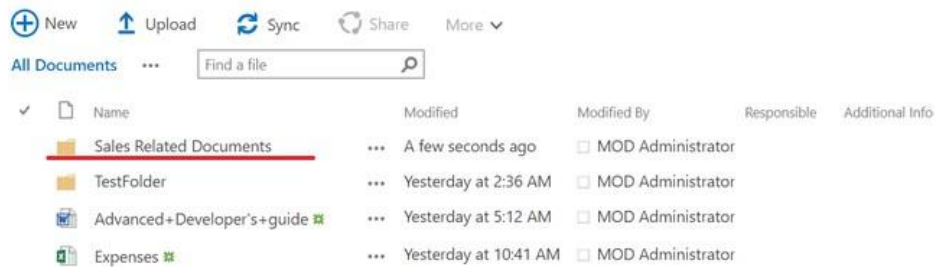 New Upload Sync Share More
All Documents ... Find a file
Name Modified Modified By Responsible Additional Info
Sales Related Documents ... A few seconds ago MOD Administrator
TestFolder ... Yesterday at 2:36 AM MOD Administrator
Advanced+Developer's+guide ... Yesterday at 5:12 AM MOD Administrator
Expenses ... Yesterday at 10:41 AM MOD Administrator